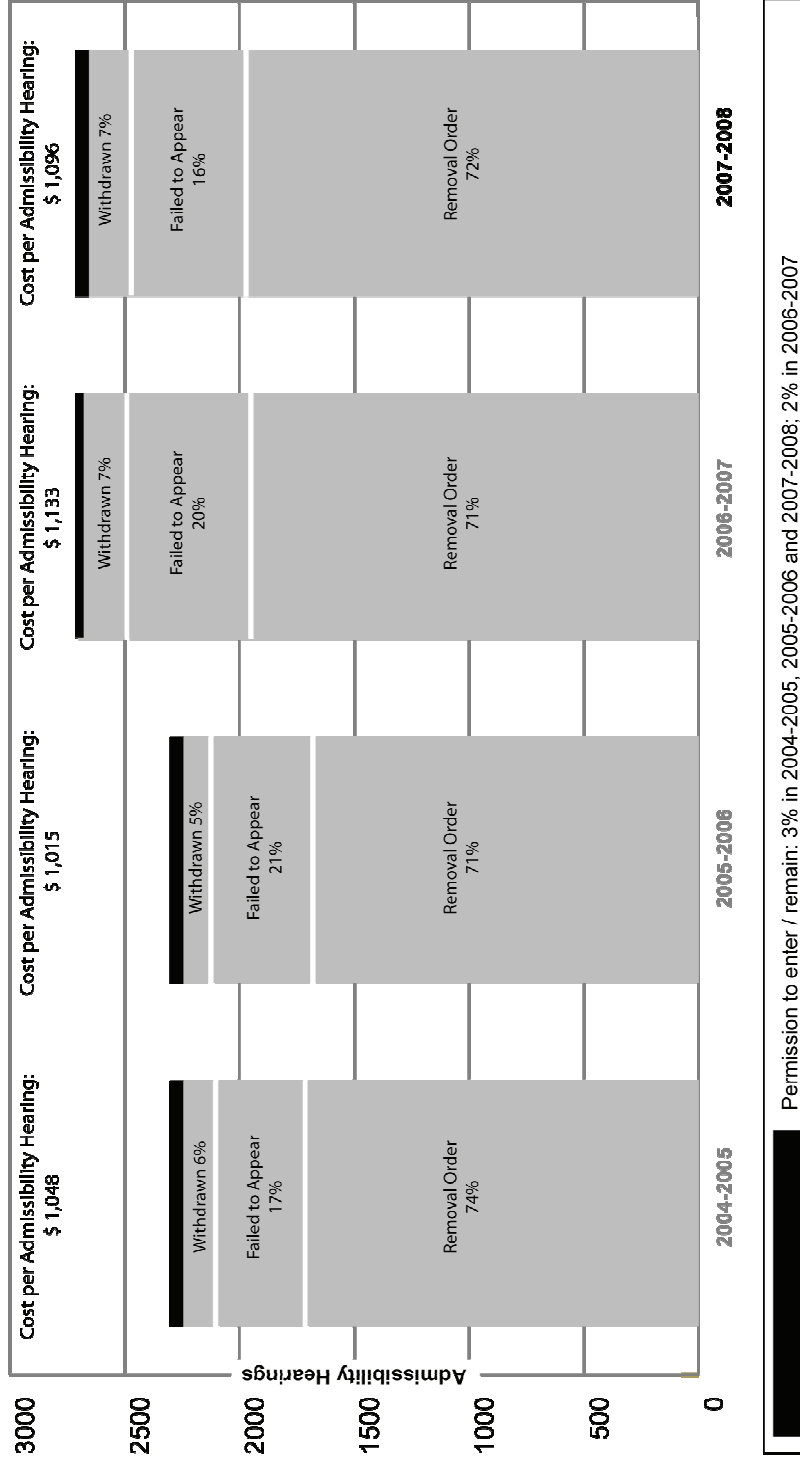 Cost per Admissibility Hearing:
$ 1,048
Cost per Admissibility Hearing:
$ 1,015
Cost per Admissibility Hearing:
$ 1,133
Cost per Admissibility Hearing:
$ 1,096
3000
2500
2000
1500
1000
500
0
Admissibility Hearings
Withdrawn 6%
Failed to Appear
17%
Removal Order
74%
Withdrawn 5%
Failed to Appear
21%
Removal Order
71%
Withdrawn 7%
Failed to Appear
20%
Removal Order
71%
Withdrawn 7%
Failed to Appear
16%
Removal Order
72%
2004-2005
2005-2006
2006-2007
2007-2008
Permission to enter / remain: 3% in 2004-2005, 2005-2006 and 2007-2008; 2% in 2006-2007